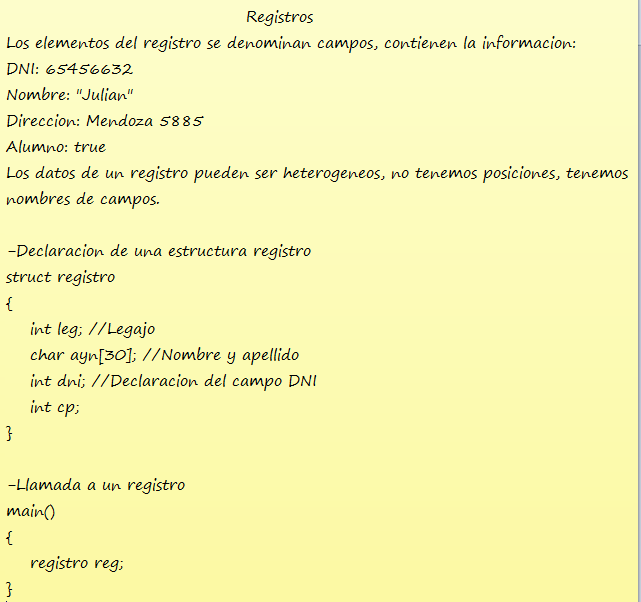 Registros
Los elementos del registro se denominan campos, contienen la informacion:
DNI: 65456632
Nombre: "Julian"
Direccion: Mendoza 5885
Alumno: true
Los datos de un registro pueden ser heterogeneos, no tenemos posiciones, tenemos
nombres de campos.
-Declaracion de una estructura registro
struct registro
{
int leg; //Legajo
char ayn[30]; //Nombre y apellido
int dni; //Declaracion del campo DNI
int cp;
}
-Llamada a un registro
main()
{
registro reg;
}